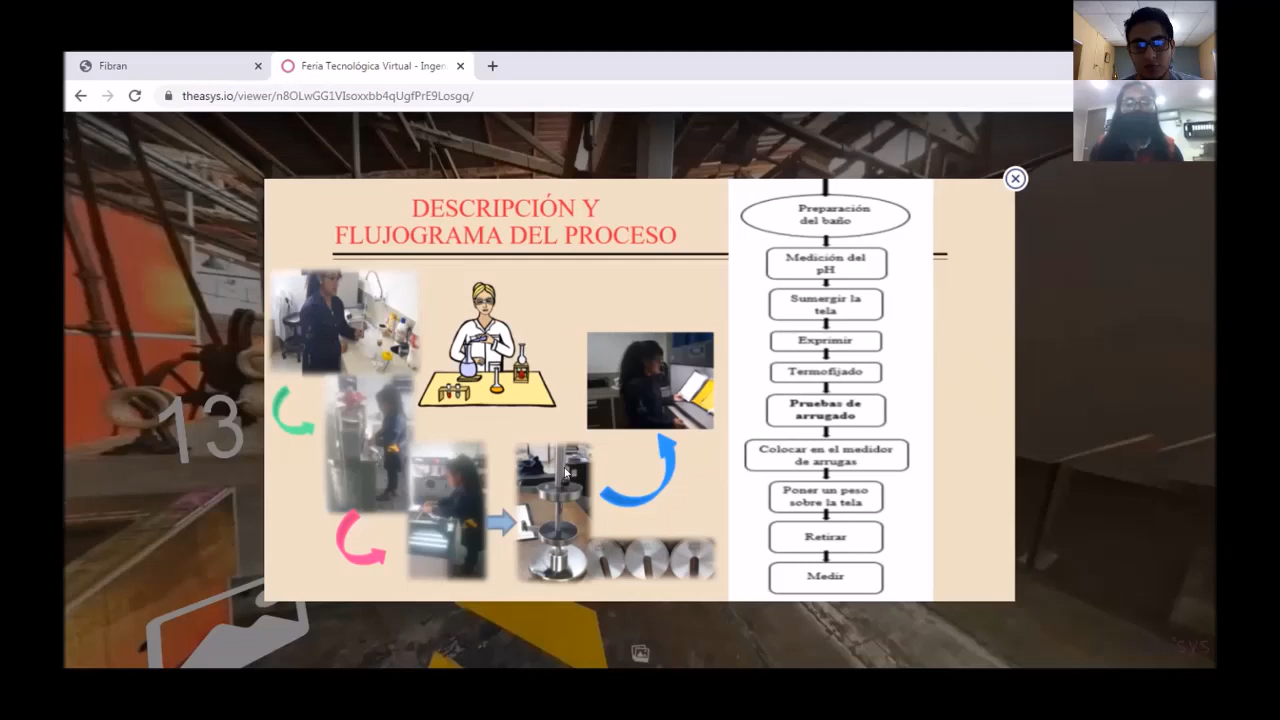 Fibran
Feria Tecnológica Virtual - Ingen
theasys.io/viewer/n8OLwGG1VIsoxxbb4qUgfPrE9Losgq/
DESCRIPCIÓN Y
FLUJOGRAMA DEL PROCESO
Preparación
del baño
Medición del
pH
Sumergir la
tela
Exprimir
Termofijado
Pruebas de
arrugado
Colocar en el medidor
de arrugas
Poner un peso
sobre la tela
Retirar
Medir
13